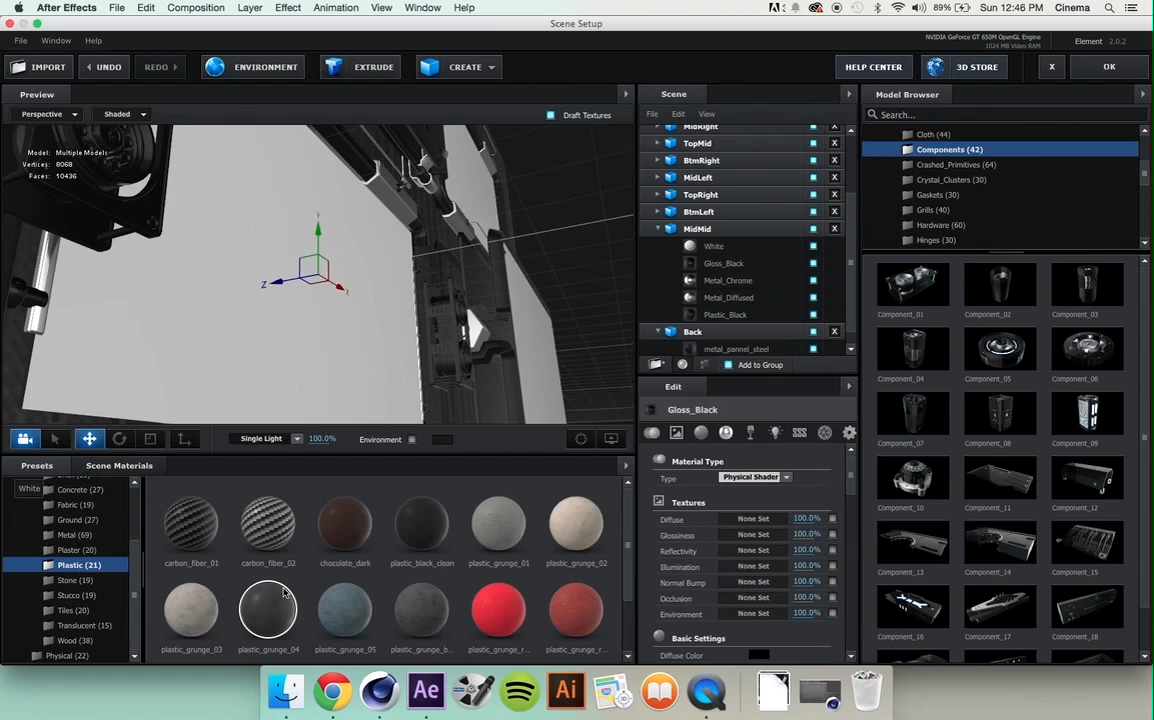 After Effects File Edit Composition Layer Effect Animation View Window Help 89% Sun 12:46 PM Cinema
Scene Setup
File Window Help
NVIDIA GeForce GT 650M OpenGL Engine
1024 MB Video RAM
Element 2.0.2
IMPORT UNDO REDO ENVIRONMENT EXTRUDE CREATE HELP CENTER 3D STORE X OK
Preview
Perspective Shaded Draft Textures
Model: Multiple Models
Vertices: 8068
Faces: 10436
Y
Z
X
Single Light 100.0% Environment
Scene
File Edit View
MidRight X
TopMid X
BtmRight X
MidLeft X
TopRight X
BtmLeft X
MidMid X
White
Gloss_Black
Metal_Chrome
Metal_Diffused
Plastic_Black
Back X
metal_pannel_steel
Add to Group
Edit
Gloss_Black
Material Type
Type Physical Shader
Textures
Diffuse None Set 100.0%
Glossiness None Set 100.0%
Reflectivity None Set 100.0%
Illumination None Set 100.0%
Normal Bump None Set 100.0%
Occlusion None Set 100.0%
Environment None Set 100.0%
Basic Settings
Diffuse Color
Model Browser
Search...
Cloth (44)
Components (42)
Crashed_Primitives (64)
Crystal_Clusters (30)
Gaskets (30)
Grills (40)
Hardware (60)
Hinges (30)
Component_01 Component_02 Component_03
Component_04 Component_05 Component_06
Component_07 Component_08 Component_09
Component_10 Component_11 Component_12
Component_13 Component_14 Component_15
Component_16 Component_17 Component_18
Presets Scene Materials
White
Concrete (27)
Fabric (19)
Ground (27)
Metal (69)
Plaster (20)
Plastic (21)
Stone (19)
Stucco (19)
Tiles (20)
Translucent (15)
Wood (38)
Physical (22)
carbon_fiber_01 carbon_fiber_02 chocolate_dark plastic_black_clean plastic_grunge_01 plastic_grunge_02
plastic_grunge_03 plastic_grunge_04 plastic_grunge_05 plastic_grunge_b... plastic_grunge_r... plastic_grunge_r...
Ae
Ai